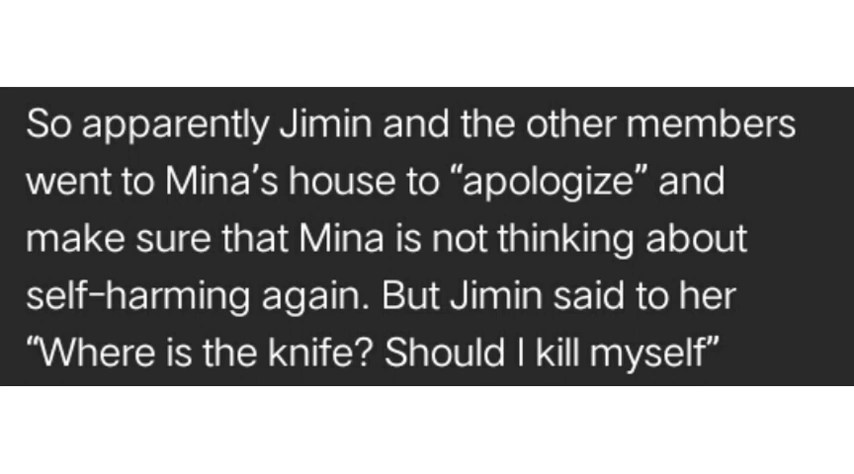 So apparently Jimin and the other members
went to Mina’s house to “apologize” and
make sure that Mina is not thinking about
self-harming again. But Jimin said to her
“Where is the knife? Should I kill myself”